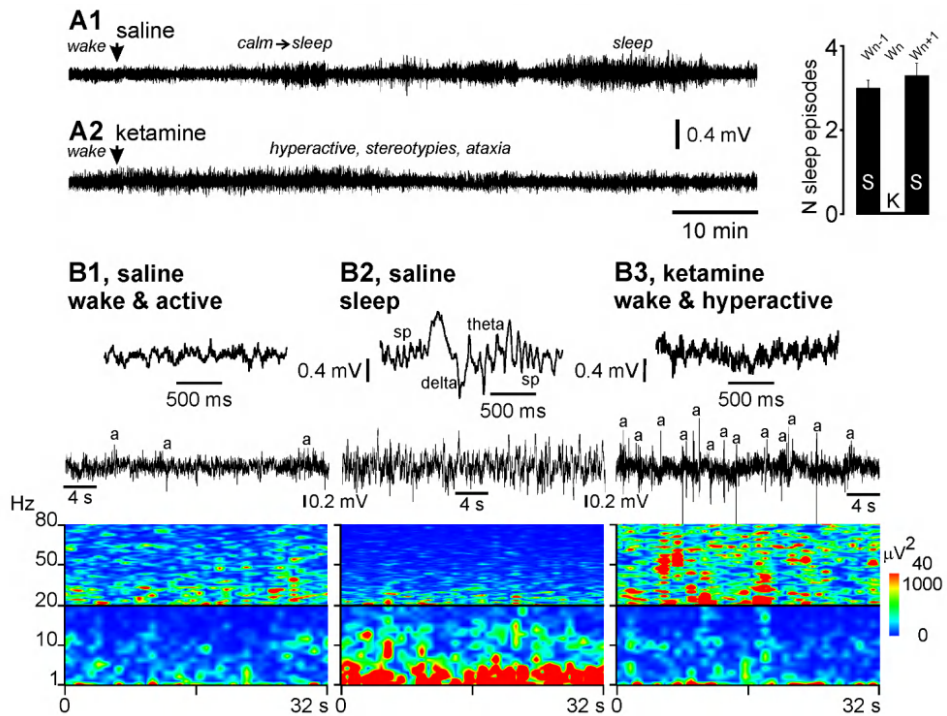 A1 saline
wake
calm→sleep
sleep
A2 ketamine
wake
hyperactive, stereotypies, ataxia
0.4 mV
10 min
N sleep episodes
4
2
0
Wn-1
Wn
Wn+1
S
K
S
B1, saline
wake & active
500 ms
B2, saline
sleep
sp
theta
delta
sp
0.4 mV
500 ms
B3, ketamine
wake & hyperactive
0.4 mV
500 ms
a a a
4 s
0.2 mV
4 s
0.2 mV
a a a a a a a a a a a a a
4 s
Hz
80
50
20
10
1
0
32 s
0
32 s
0
32 s
µV2
40
1000
0